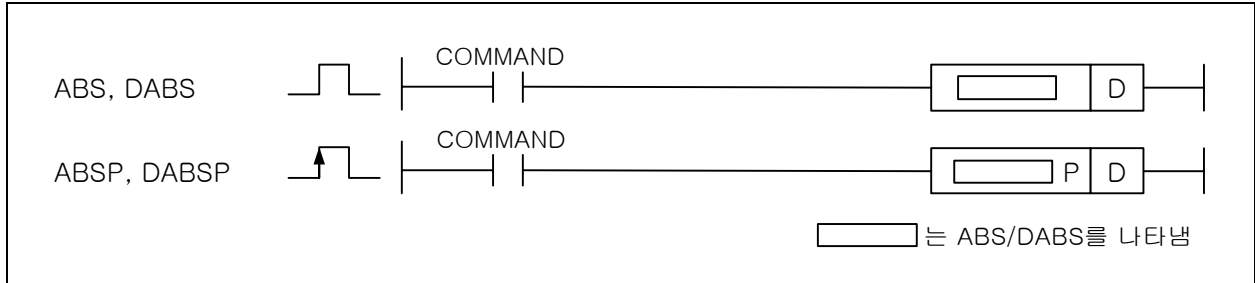 COMMAND
ABS, DABS D
COMMAND
ABSP, DABSP P D
는 ABS/DABS를 나타냄